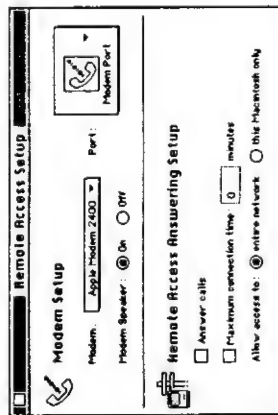 Remote Access Setup
Modem Setup
Modem: Apple Modem 2400 Port:
Modem Port
Modem Speaker: On Off
Remote Access Answering Setup
Answer calls
Maximum connection time 0 minutes
Allow access to: entire network this Macintosh only